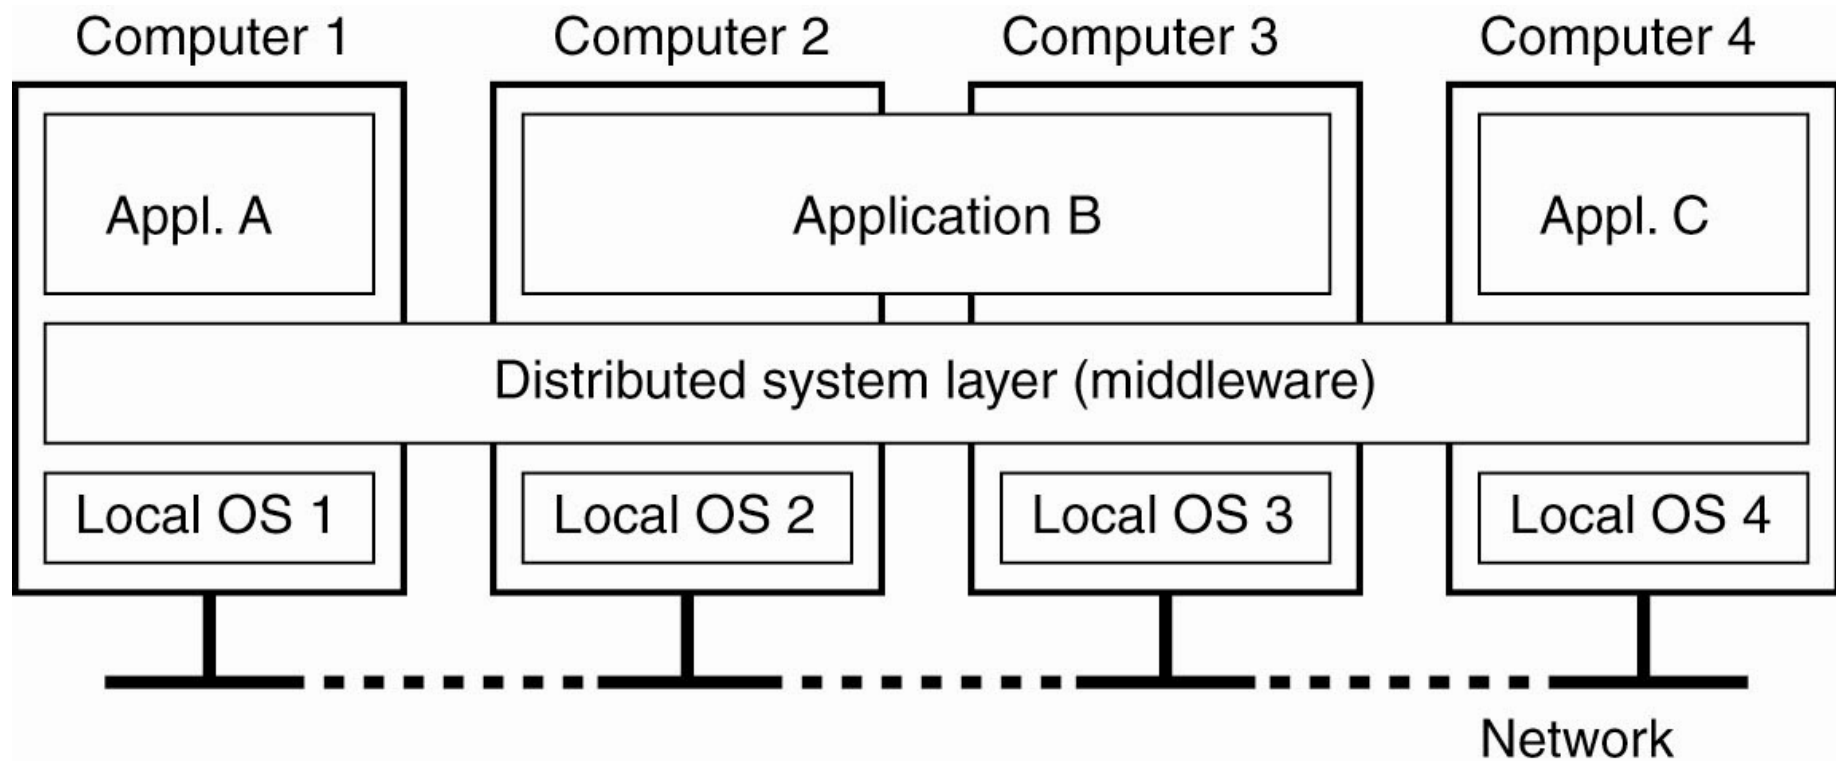 Computer 1
Computer 2
Computer 3
Computer 4
Appl. A
Application B
Appl. C
Distributed system layer (middleware)
Local OS 1
Local OS 2
Local OS 3
Local OS 4
Network